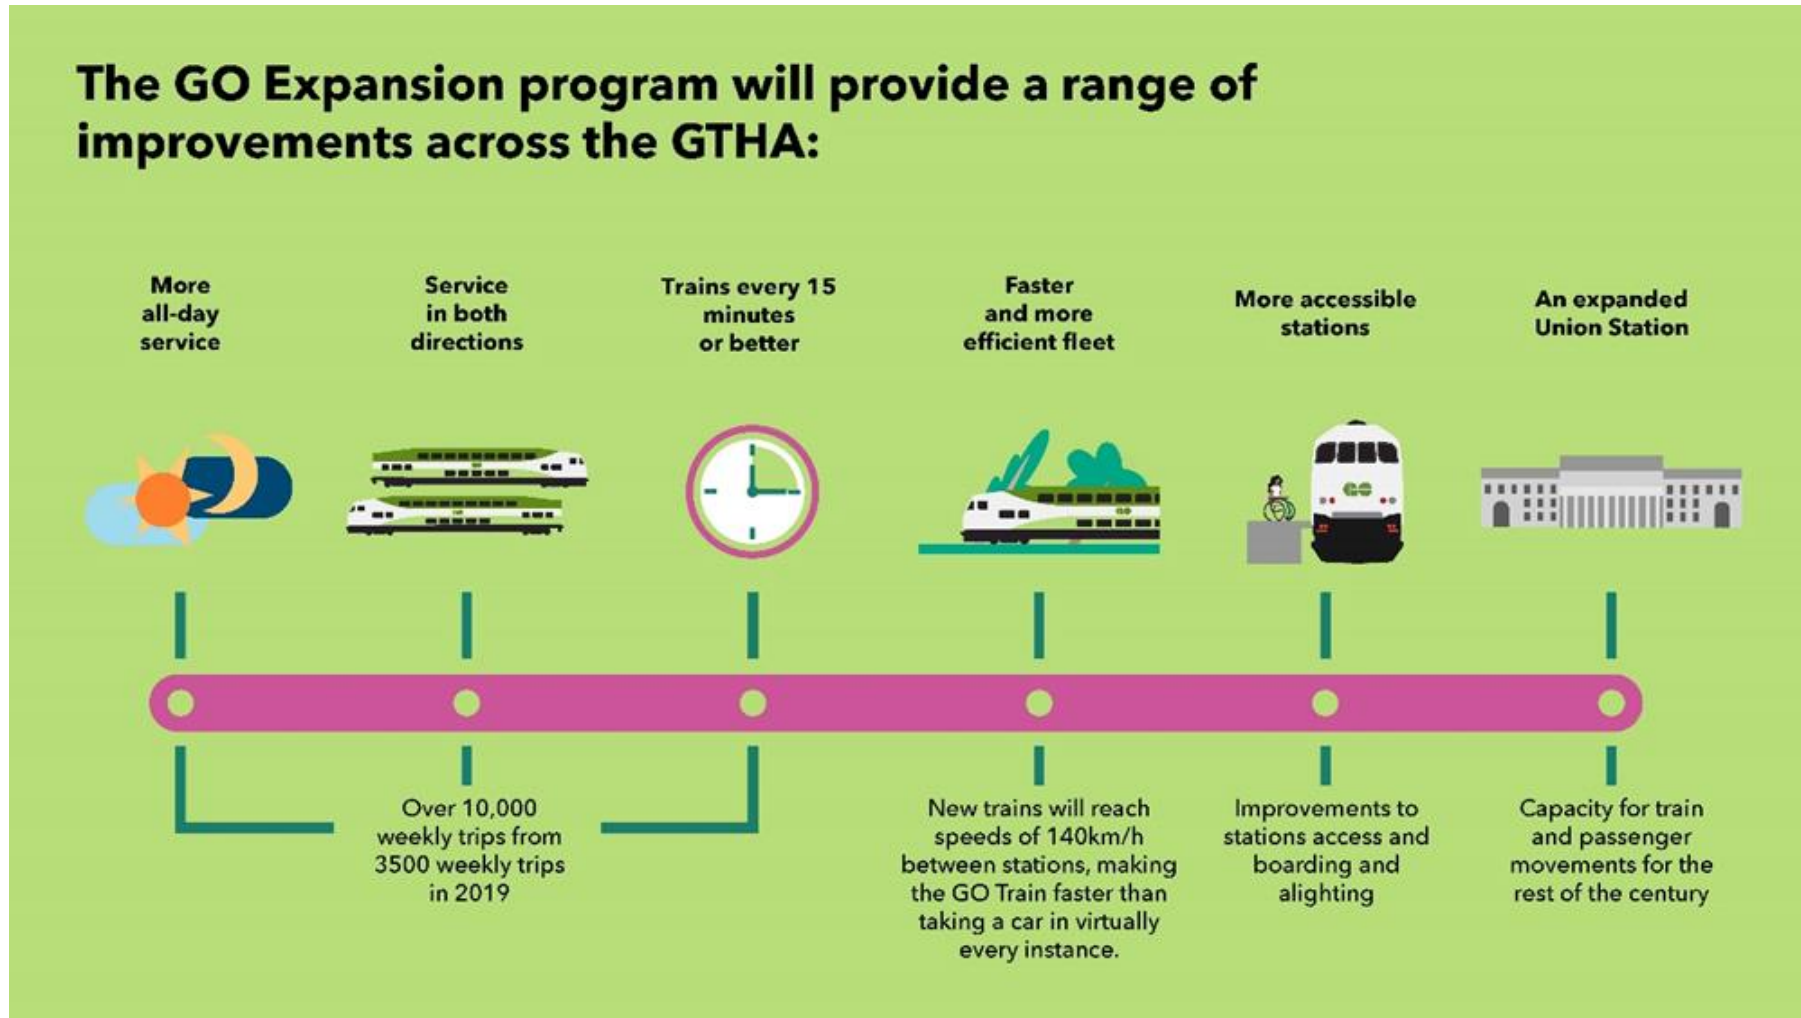 The GO Expansion program will provide a range of
improvements across the GTHA:
More
all-day
service
Service
in both
directions
Trains every 15
minutes
or better
Faster
and more
efficient fleet
More accessible
stations
An expanded
Union Station
GO
Over 10,000
weekly trips from
3500 weekly trips
in 2019
New trains will reach
speeds of 140km/h
between stations, making
the GO Train faster than
taking a car in virtually
every instance.
Improvements to
stations access and
boarding and
alighting
Capacity for train
and passenger
movements for the
rest of the century